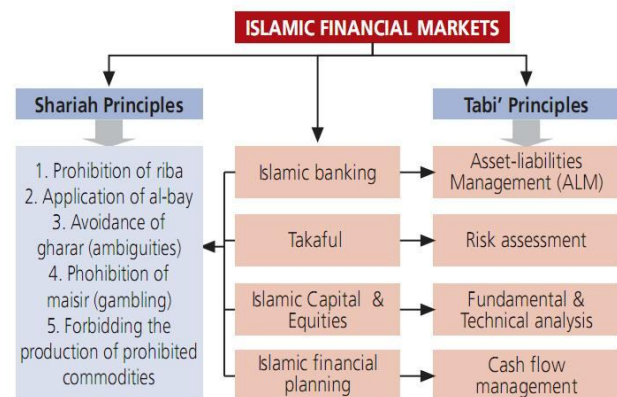 ISLAMIC FINANCIAL MARKETS
Shariah Principles
Tabi’ Principles
1. Prohibition of riba
2. Application of al-bay
3. Avoidance of
gharar (ambiguities)
4. Phohibition of
maisir (gambling)
5. Forbidding the
production of prohibited
commodities
Islamic banking
Asset-liabilities
Management (ALM)
Takaful
Risk assessment
Islamic Capital &
Equities
Fundamental &
Technical analysis
Islamic financial
planning
Cash flow
management